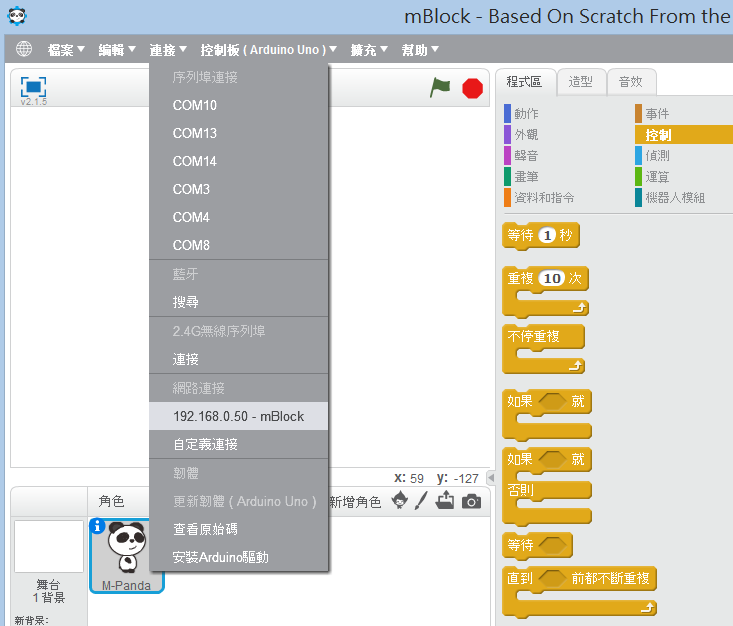 mBlock - Based On Scratch From the
檔案 編輯 連接 控制板 ( Arduino Uno ) 擴充 幫助
v2.1.5
序列埠連接
COM10
COM13
COM14
COM3
COM4
COM8
藍牙
搜尋
2.4G無線序列埠
連接
網路連接
192.168.0.50 - mBlock
自定義連接
韌體
更新韌體 ( Arduino Uno )
查看原始碼
安裝Arduino驅動
程式區 造型 音效
動作 事件
外觀 控制
聲音 偵測
畫筆 運算
資料和指令 機器人模組
等待 1 秒
重複 10 次
不停重複
如果 就
如果 就
否則
等待
直到 前都不斷重複
x: 59 y: -127
角色 新增角色
M-Panda
舞台
1 背景
新背景: